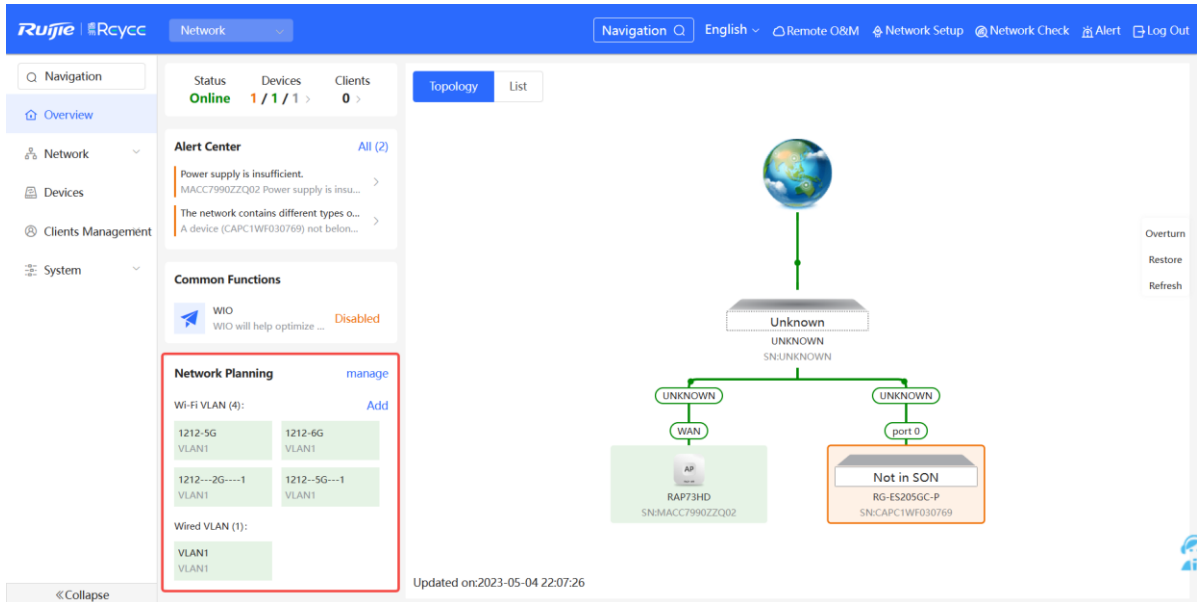 Ruijie Rcycc Network Navigation English Remote O&M Network Setup Network Check Alert Log Out
Navigation
Overview
Network
Devices
Clients Management
System
«Collapse
Status Devices Clients
Online 1 / 1 / 1 > 0 >
Alert Center All (2)
Power supply is insufficient.
MACC7990ZZQ02 Power supply is insu...
The network contains different types o...
A device (CAPC1WF030769) not belon...
Common Functions
WIO
WIO will help optimize ...
Disabled
Network Planning manage
Wi-Fi VLAN (4): Add
1212-5G 1212-6G
VLAN1 VLAN1
1212---2G----1 1212--5G---1
VLAN1 VLAN1
Wired VLAN (1):
VLAN1
VLAN1
Topology List
Overturn
Restore
Refresh
Unknown
UNKNOWN
SN:UNKNOWN
UNKNOWN UNKNOWN
WAN port 0
AP
RAP73HD
SN:MACC7990ZZQ02
Not in SON
RG-ES205GC-P
SN:CAPC1WF030769
Updated on:2023-05-04 22:07:26